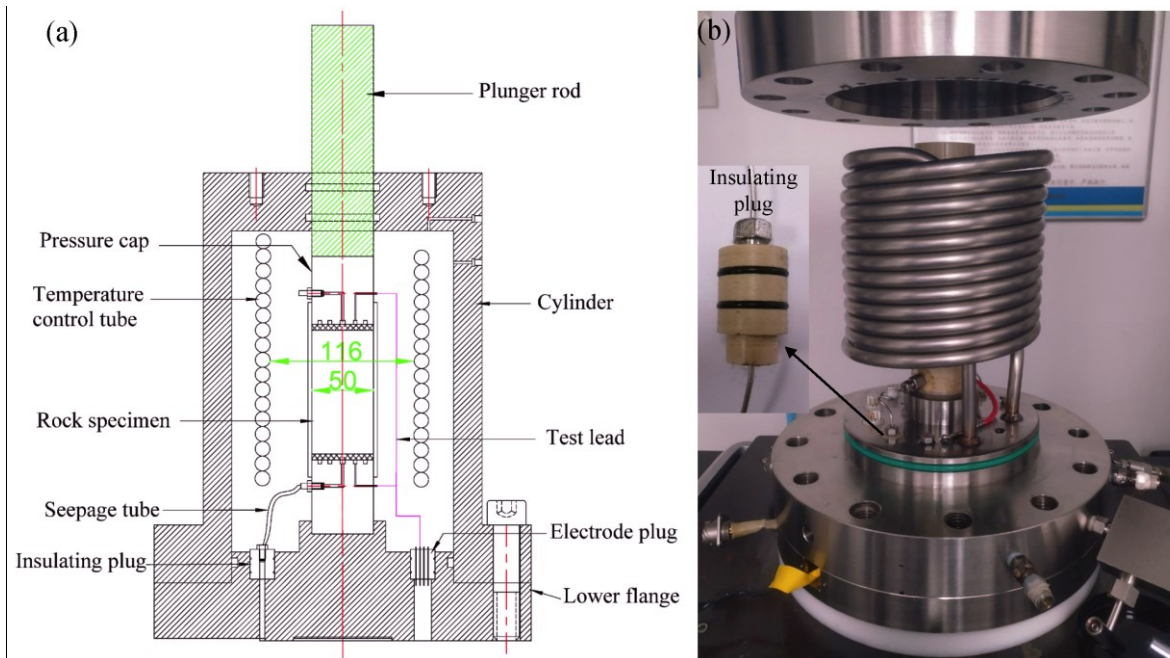 (a)
Plunger rod
Pressure cap
Temperature
control tube
Cylinder
116
50
Rock specimen
Test lead
Seepage tube
Electrode plug
Insulating plug
Lower flange
(b)
Insulating
plug